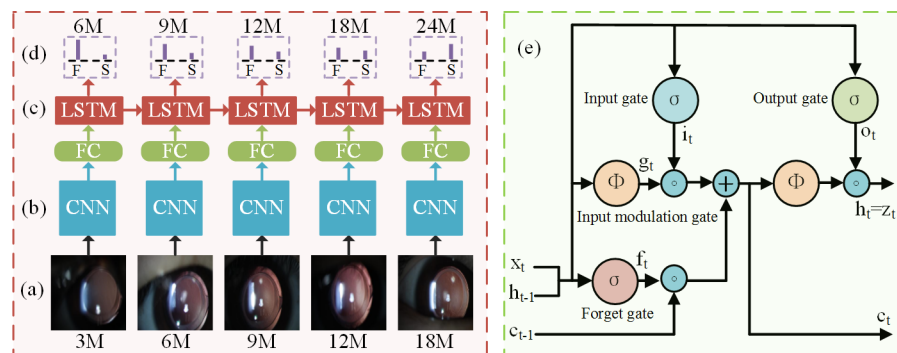 6M 9M 12M 18M 24M
(d)
F S F S F S F S F S
(c) LSTM LSTM LSTM LSTM LSTM
FC FC FC FC FC
(b) CNN CNN CNN CNN CNN
(a)
3M 6M 9M 12M 18M
(e)
Input gate σ Output gate σ
i_t o_t
Φ g_t ∘ + Φ ∘
Input modulation gate h_t=z_t
x_t σ f_t ∘
h_{t-1}
Forget gate
c_{t-1} c_t